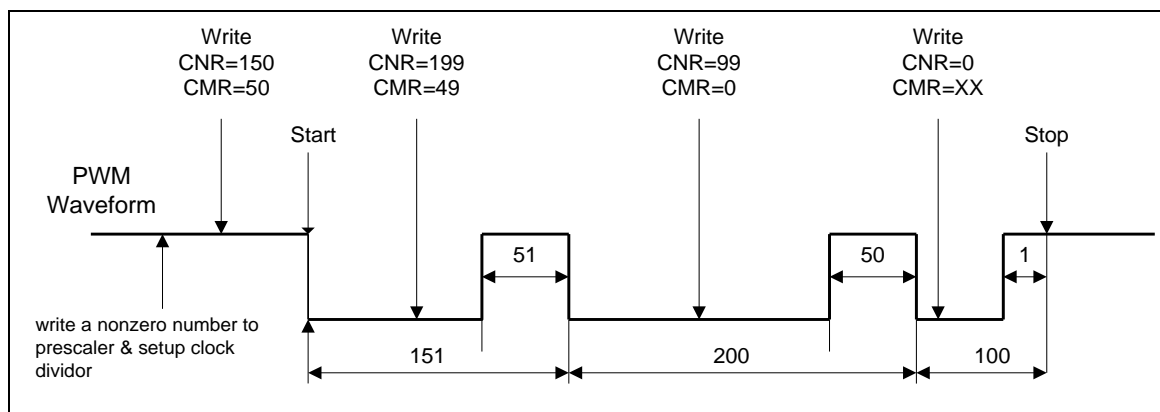 Write
CNR=150
CMR=50
Write
CNR=199
CMR=49
Write
CNR=99
CMR=0
Write
CNR=0
CMR=XX
Start
Stop
PWM
Waveform
51
50
1
write a nonzero number to
prescaler & setup clock
dividor
151
200
100